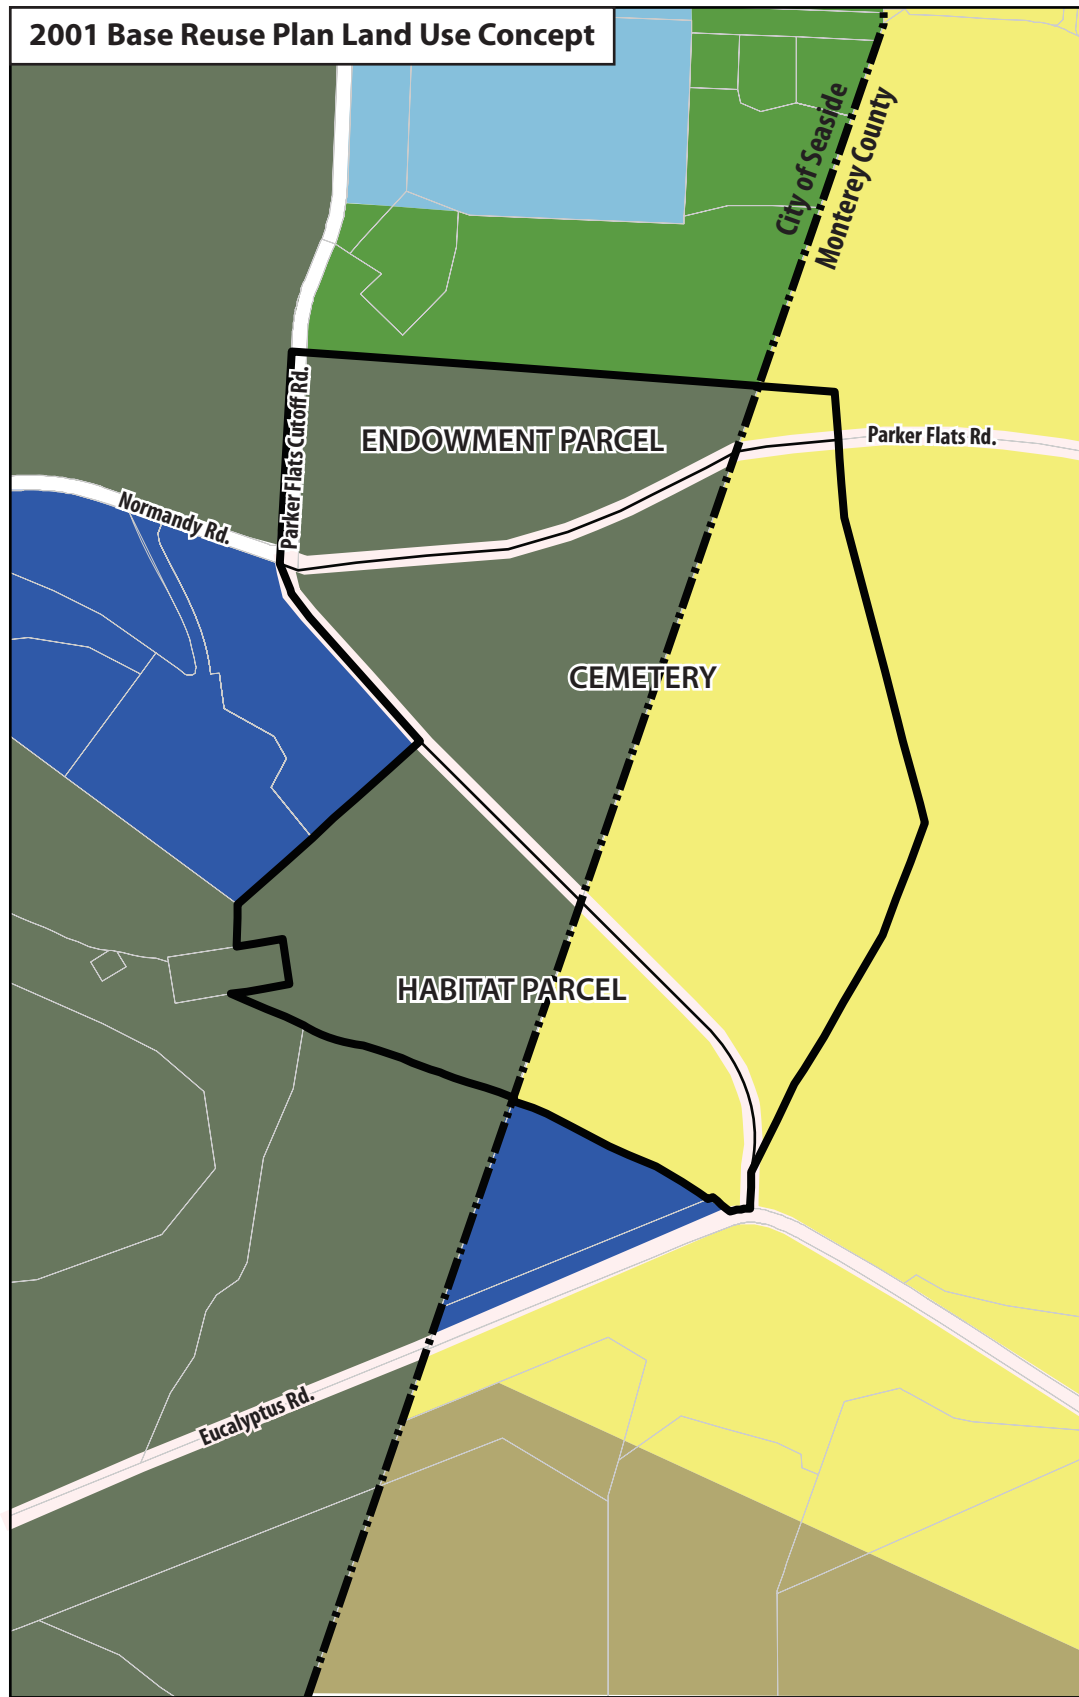 2001 Base Reuse Plan Land Use Concept
City of Seaside
Monterey County
Parker Flats Cutoff Rd.
ENDOWMENT PARCEL
Parker Flats Rd.
Normandy Rd.
CEMETERY
HABITAT PARCEL
Eucalyptus Rd.